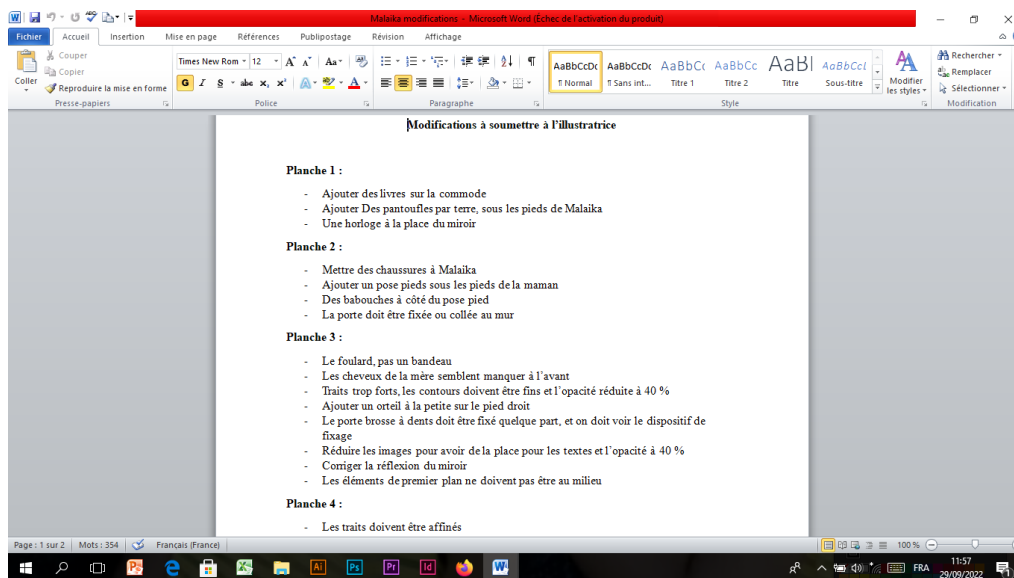 Malaika modifications - Microsoft Word (Échec de l'activation du produit)
Fichier Accueil Insertion Mise en page Références Publipostage Révision Affichage
Coller
Couper
Copier
Reproduire la mise en forme
Presse-papiers
Times New Rom 12
G I S abc x, x²
Police
Paragraphe
AaBbCcDc AaBbCcDc AaBbCc AaBbCc AaBl AaBbCcl
¶ Normal ¶ Sans int... Titre 1 Titre 2 Titre Sous-titre
Modifier les styles
Style
Rechercher
Remplacer
Sélectionner
Modification
Modifications à soumettre à l'illustratrice
Planche 1 :
- Ajouter des livres sur la commode
- Ajouter Des pantoufles par terre, sous les pieds de Malaika
- Une horloge à la place du miroir
Planche 2 :
- Mettre des chaussures à Malaika
- Ajouter un pose pieds sous les pieds de la maman
- Des babouches à côté du pose pied
- La porte doit être fixée ou collée au mur
Planche 3 :
- Le foulard, pas un bandeau
- Les cheveux de la mère semblent manquer à l'avant
- Traits trop forts, les contours doivent être fins et l'opacité réduite à 40 %
- Ajouter un orteil à la petite sur le pied droit
- Le porte brosse à dents doit être fixé quelque part, et on doit voir le dispositif de
fixage
- Réduire les images pour avoir de la place pour les textes et l'opacité à 40 %
- Corriger la réflexion du miroir
- Les éléments de premier plan ne doivent pas être au milieu
Planche 4 :
- Les traits doivent être affinés
Page : 1 sur 2 Mots : 354 Français (France) 100 %
Ai Ps Pr Id FRA 11:57
29/09/2022